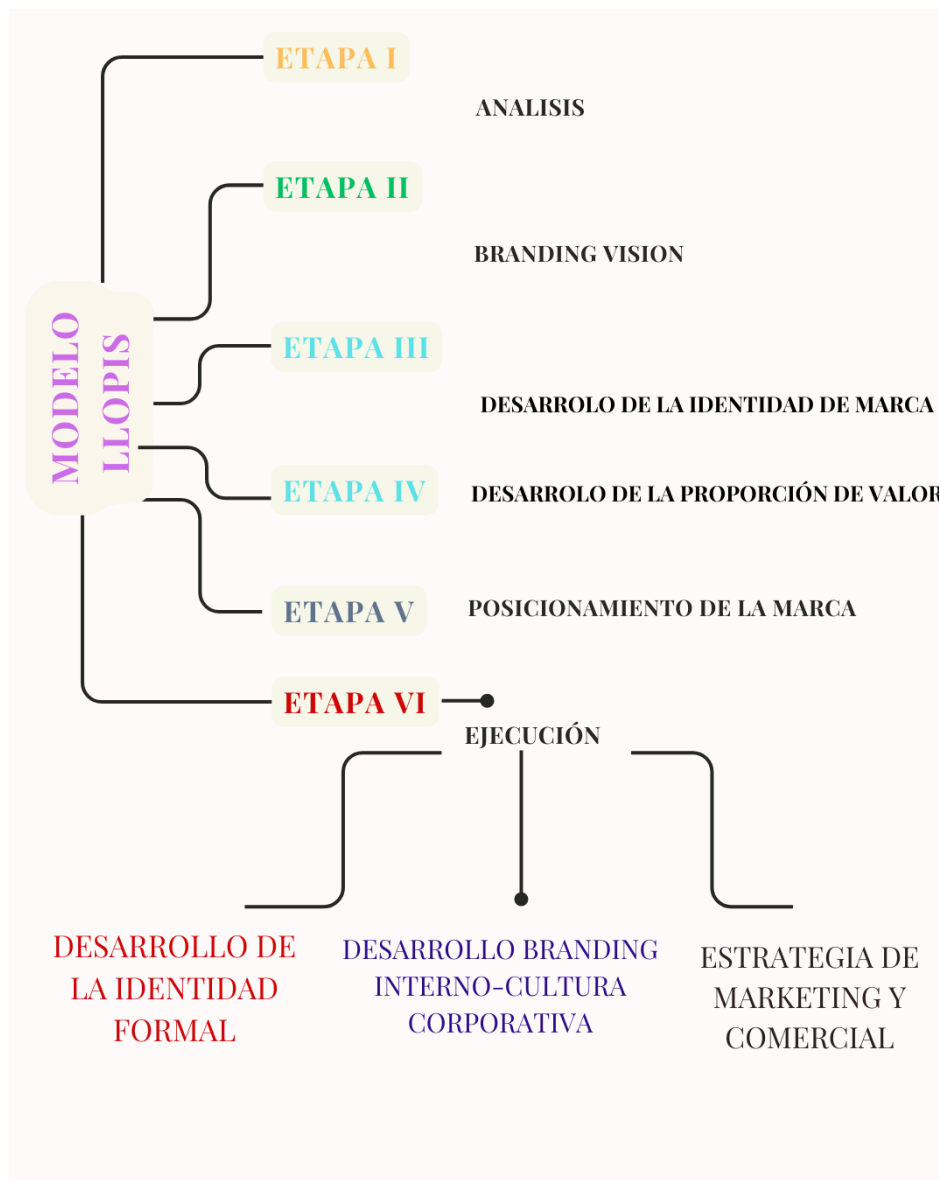 ETAPA I
ANALISIS
ETAPA II
BRANDING VISION
MODELO
LLOPIS
ETAPA III
DESARROLO DE LA IDENTIDAD DE MARCA
ETAPA IV
DESARROLO DE LA PROPORCIÓN DE VALOR
ETAPA V
POSICIONAMIENTO DE LA MARCA
ETAPA VI
EJECUCIÓN
DESARROLLO DE
LA IDENTIDAD
FORMAL
DESARROLLO BRANDING
INTERNO-CULTURA
CORPORATIVA
ESTRATEGIA DE
MARKETING Y
COMERCIAL